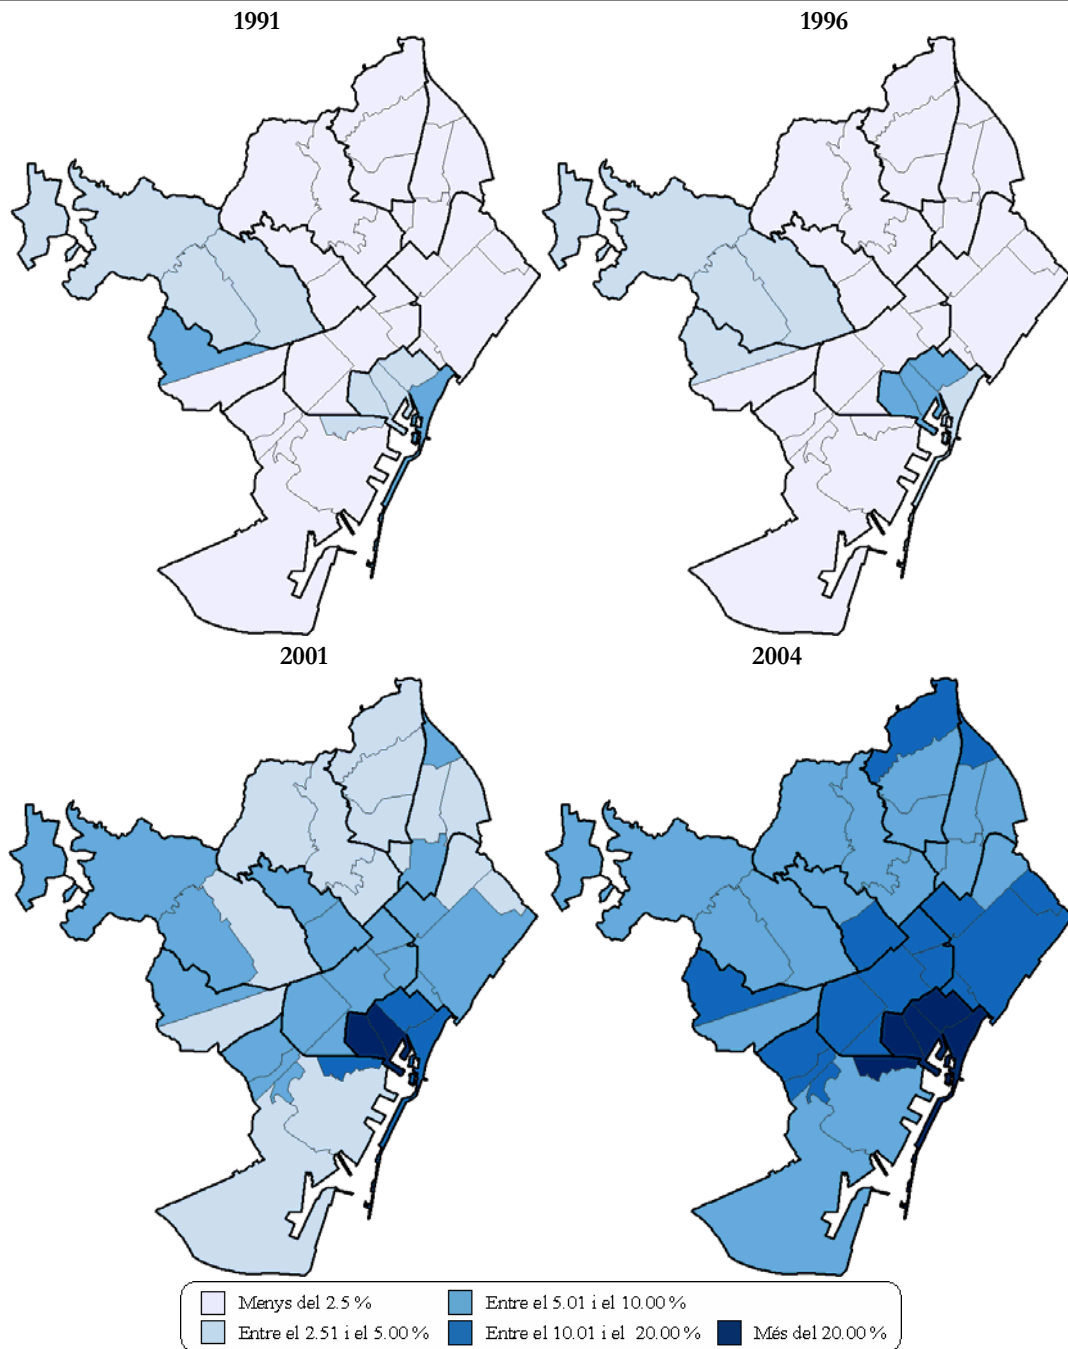 1991
1996
2001
2004
Menys del 2.5 %
Entre el 5.01 i el 10.00 %
Entre el 2.51 i el 5.00 %
Entre el 10.01 i el 20.00 %
Més del 20.00 %